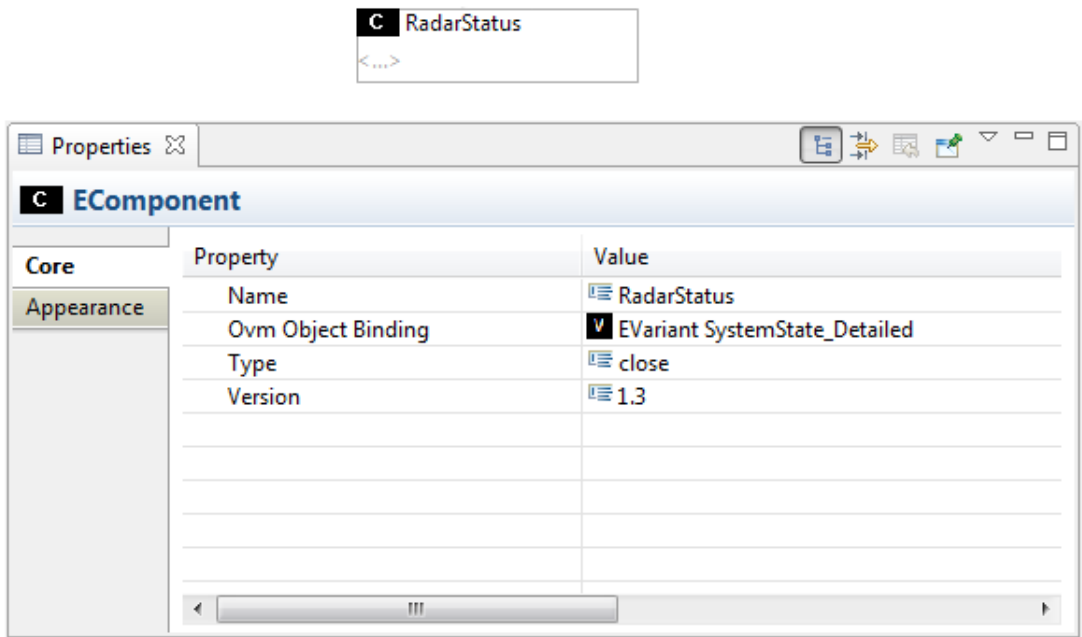 C RadarStatus
<...>
Properties
C EComponent
Core
Appearance
Property Value
Name RadarStatus
Ovm Object Binding V EVariant SystemState_Detailed
Type close
Version 1.3